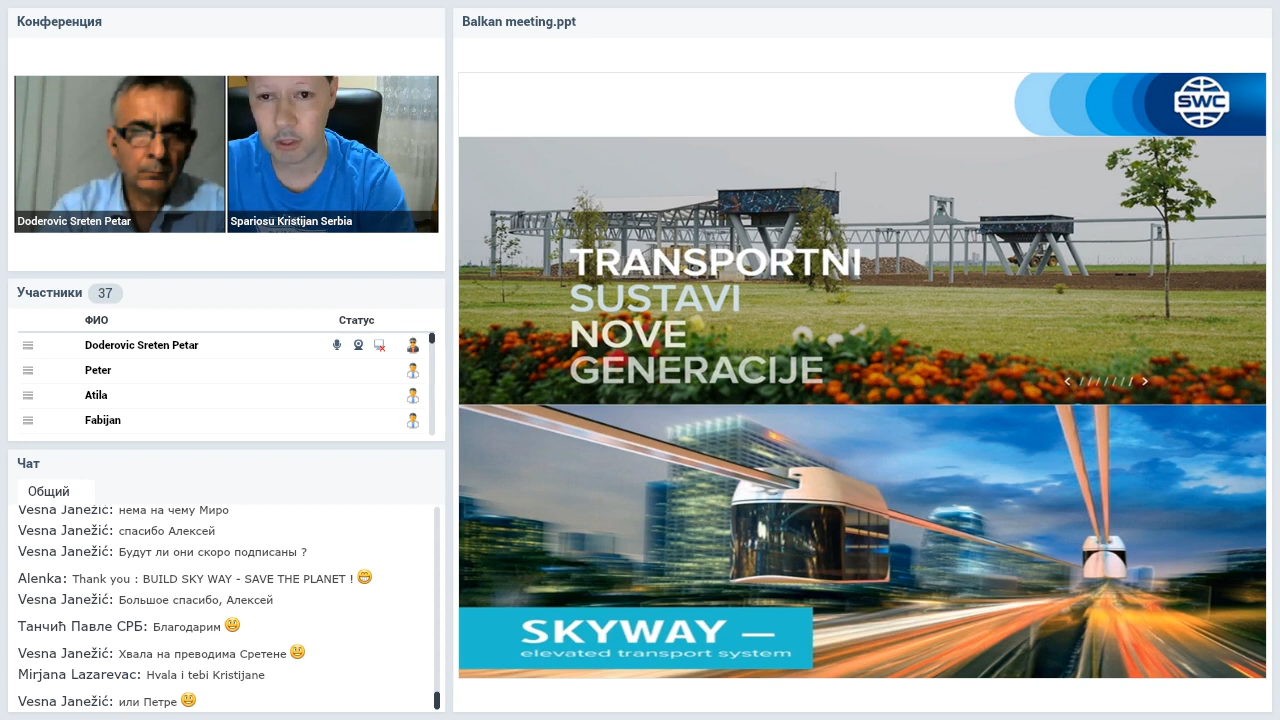 Конференция
Doderovic Sreten Petar
Spariosu Kristijan Serbia
Участники 37
ФИО Статус
Doderovic Sreten Petar
Peter
Atila
Fabijan
Чат
Общий
Vesna Janežić: нема на чему Миро
Vesna Janežić: спасибо Алексей
Vesna Janežić: Будут ли они скоро подписаны ?
Alenka: Thank you : BUILD SKY WAY - SAVE THE PLANET !
Vesna Janežić: Большое спасибо, Алексей
Танчић Павле СРБ: Благодарим
Vesna Janežić: Хвала на преводима Сретене
Mirjana Lazarevac: Hvala i tebi Kristijane
Vesna Janežić: или Петре
Balkan meeting.ppt
SWC
TRANSPORTNI
SUSTAVI
NOVE
GENERACIJE
< / / / / / / / >
SKYWAY —
elevated transport system